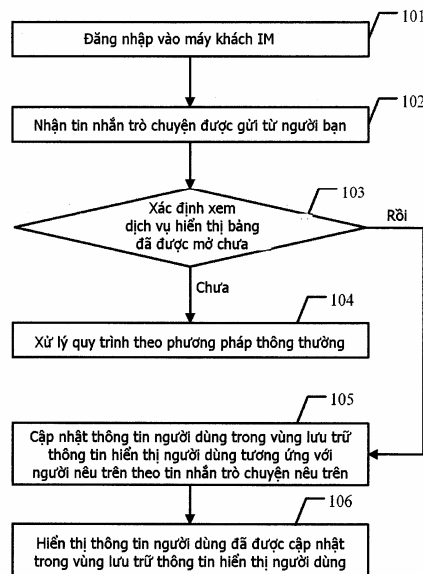 101
Đăng nhập vào máy khách IM
102
Nhận tin nhắn trò chuyện được gửi từ người bạn
103
Xác định xem
dịch vụ hiển thị bảng
đã được mở chưa
Rồi
Chưa
104
Xử lý quy trình theo phương pháp thông thường
105
Cập nhật thông tin người dùng trong vùng lưu trữ
thông tin hiển thị người dùng tương ứng với
người nêu trên theo tin nhắn trò chuyện nêu trên
106
Hiển thị thông tin người dùng đã được cập nhật
trong vùng lưu trữ thông tin hiển thị người dùng